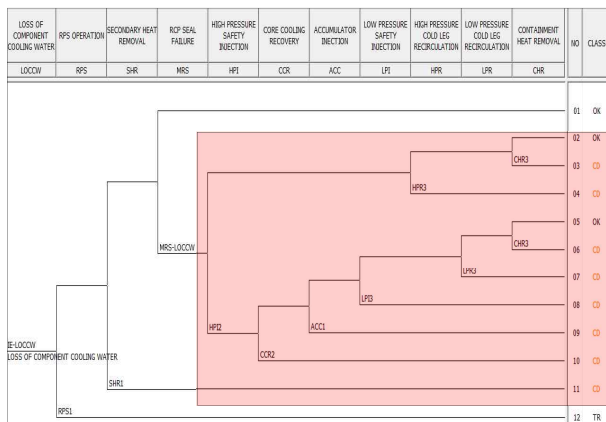 LOSS OF COMPONENT COOLING WATER
RPS OPERATION
SECONDARY HEAT REMOVAL
RCP SEAL FAILURE
HIGH PRESSURE SAFETY INJECTION
CORE COOLING RECOVERY
ACCUMULATOR INECTION
LOW PRESSURE SAFETY INJECTION
HIGH PRESSURE COLD LEG RECIRCULATION
LOW PRESSURE COLD LEG RECIRCULATION
CONTAINMENT HEAT REMOVAL
NO
CLASS
LOCCW
RPS
SHR
MRS
HPI
CCR
ACC
LPI
HPR
LPR
CHR
01 OK
02 OK
CHR3
03 CD
HPR3
04 CD
05 OK
MRS-LOCCW
CHR3
06 CD
LPR3
07 CD
LPI3
08 CD
HPI2
ACC1
09 CD
IE-LOCCW
LOSS OF COMPONENT COOLING WATER
CCR2
10 CD
SHR1
11 CD
RPS1
12 TR